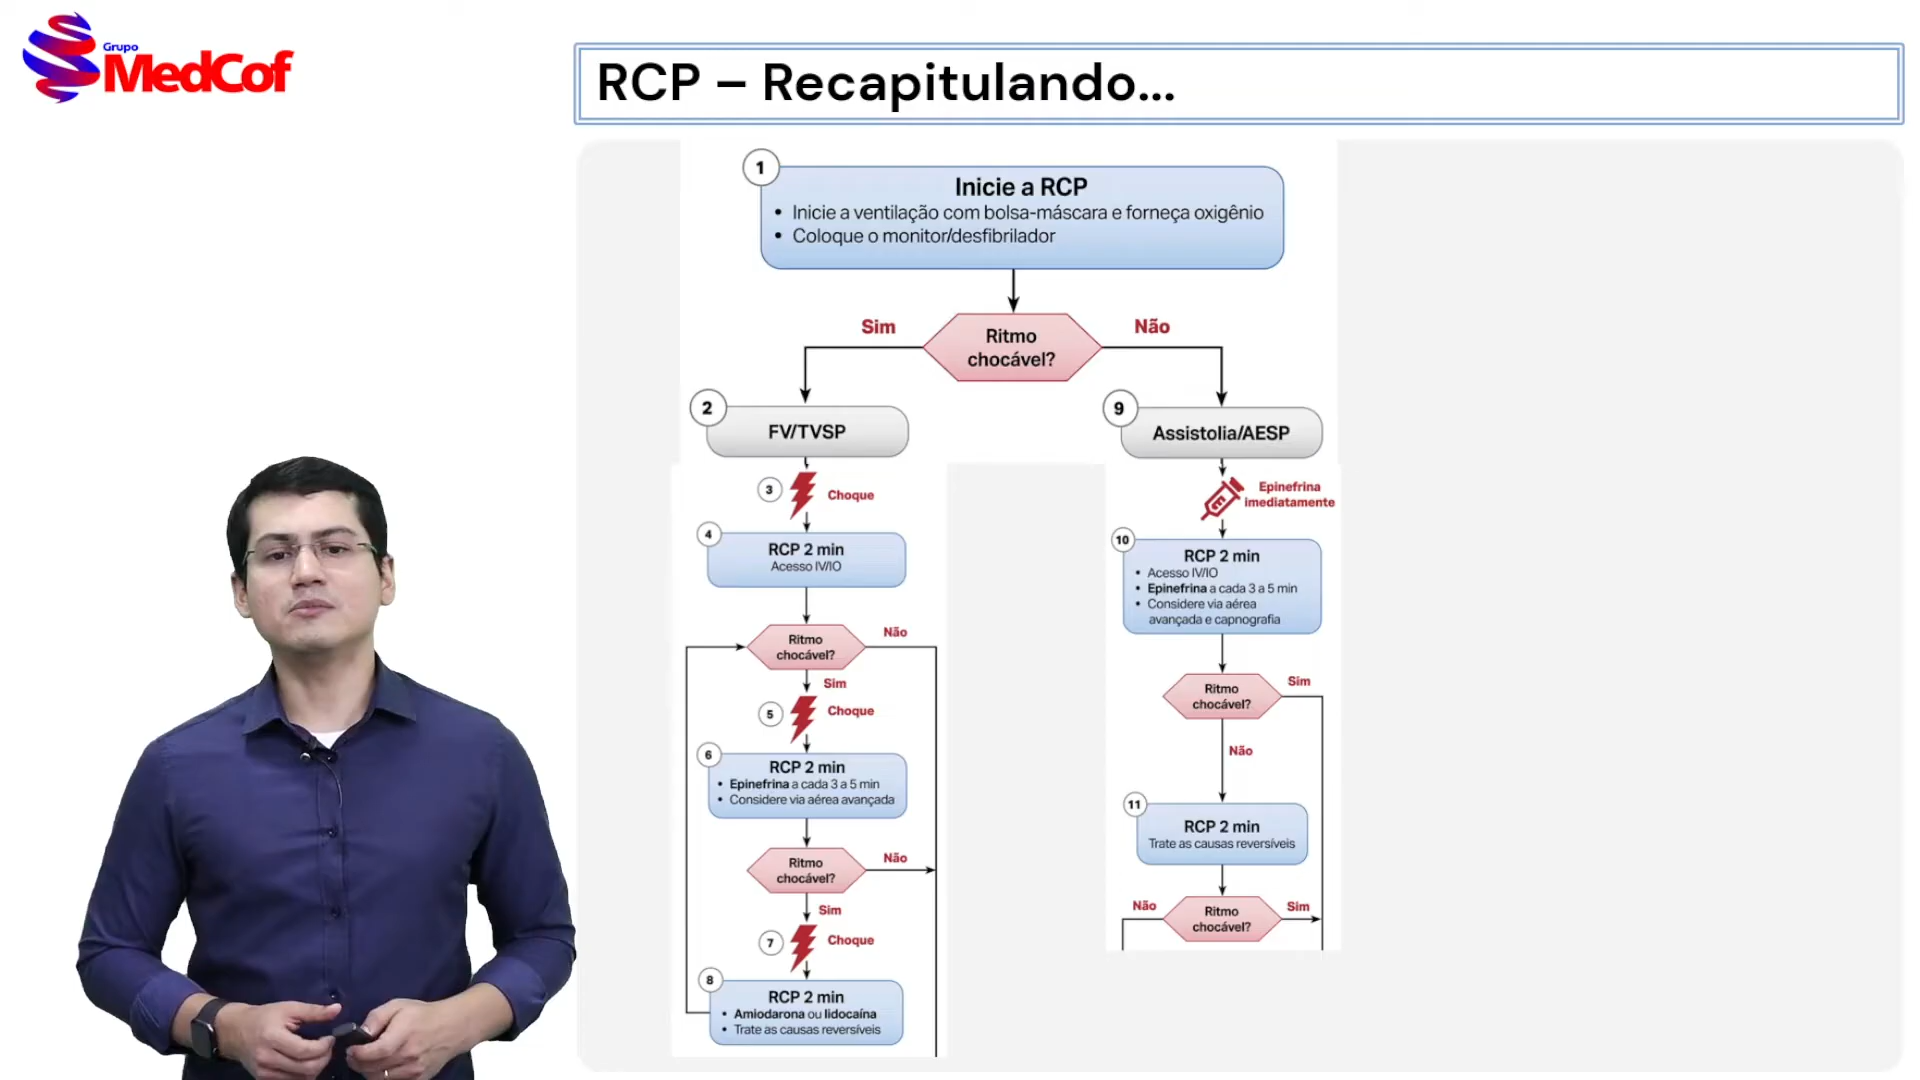 Grupo
MedCof
RCP – Recapitulando...
1
Inicie a RCP
• Inicie a ventilação com bolsa-máscara e forneça oxigênio
• Coloque o monitor/desfibrilador
Sim
Ritmo
chocável?
Não
2
FV/TVSP
3
Choque
4
RCP 2 min
Acesso IV/IO
Ritmo
chocável?
Não
Sim
5
Choque
6
RCP 2 min
• Epinefrina a cada 3 a 5 min
• Considere via aérea avançada
Ritmo
chocável?
Não
Sim
7
Choque
8
RCP 2 min
• Amiodarona ou lidocaína
• Trate as causas reversíveis
9
Assistolia/AESP
Epinefrina
imediatamente
10
RCP 2 min
• Acesso IV/IO
• Epinefrina a cada 3 a 5 min
• Considere via aérea
avançada e capnografia
Ritmo
chocável?
Sim
Não
11
RCP 2 min
Trate as causas reversíveis
Não
Ritmo
chocável?
Sim